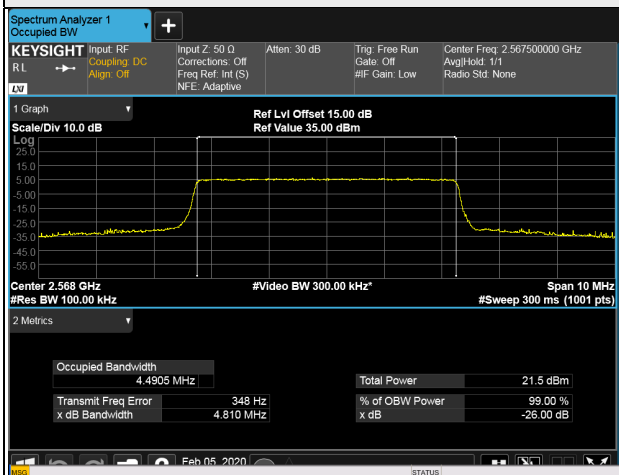 Spectrum Analyzer 1
Occupied BW
+
KEYSIGHT
R L
LXI
Input: RF
Coupling: DC
Align: Off
Input Z: 50 Ω
Corrections: Off
Freq Ref: Int (S)
NFE: Adaptive
Atten: 30 dB
Trig: Free Run
Gate: Off
#IF Gain: Low
Center Freq: 2.567500000 GHz
Avg|Hold: 1/1
Radio Std: None
1 Graph
Scale/Div 10.0 dB
Ref Lvl Offset 15.00 dB
Ref Value 35.00 dBm
Log
25.0
15.0
5.00
-5.00
-15.0
-25.0
-35.0
-45.0
-55.0
Center 2.568 GHz
#Video BW 300.00 kHz*
Span 10 MHz
#Res BW 100.00 kHz
#Sweep 300 ms (1001 pts)
2 Metrics
Occupied Bandwidth
4.4905 MHz
Total Power 21.5 dBm
Transmit Freq Error 348 Hz
% of OBW Power 99.00 %
x dB Bandwidth 4.810 MHz
x dB -26.00 dB
Feb 05, 2020
MSG
STATUS